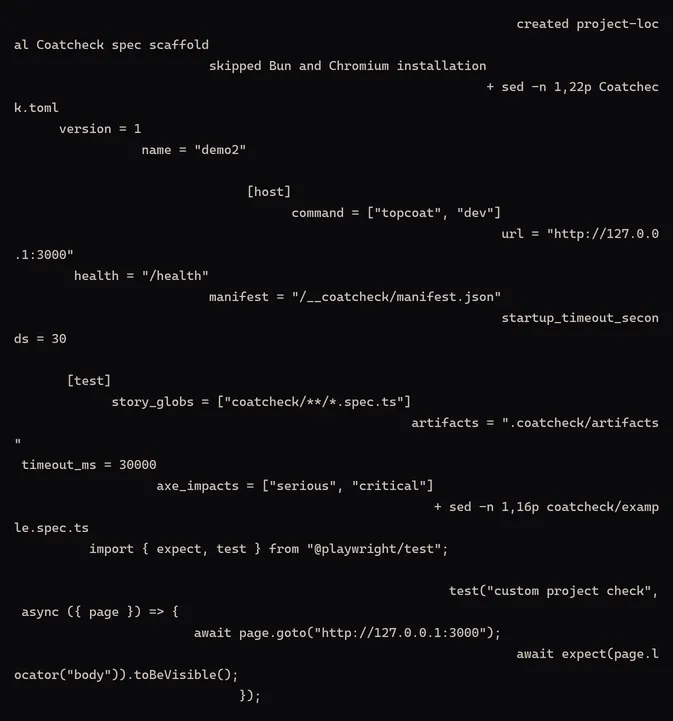 created project-loc
al Coatcheck spec scaffold
skipped Bun and Chromium installation
+ sed -n 1,22p Coatchec
k.toml
version = 1
name = "demo2"
[host]
command = ["topcoat", "dev"]
url = "http://127.0.0
.1:3000"
health = "/health"
manifest = "/__coatcheck/manifest.json"
startup_timeout_secon
ds = 30
[test]
story_globs = ["coatcheck/**/*.spec.ts"]
artifacts = ".coatcheck/artifacts
"
timeout_ms = 30000
axe_impacts = ["serious", "critical"]
+ sed -n 1,16p coatcheck/examp
le.spec.ts
import { expect, test } from "@playwright/test";
test("custom project check",
async ({ page }) => {
await page.goto("http://127.0.0.1:3000");
await expect(page.l
ocator("body")).toBeVisible();
});